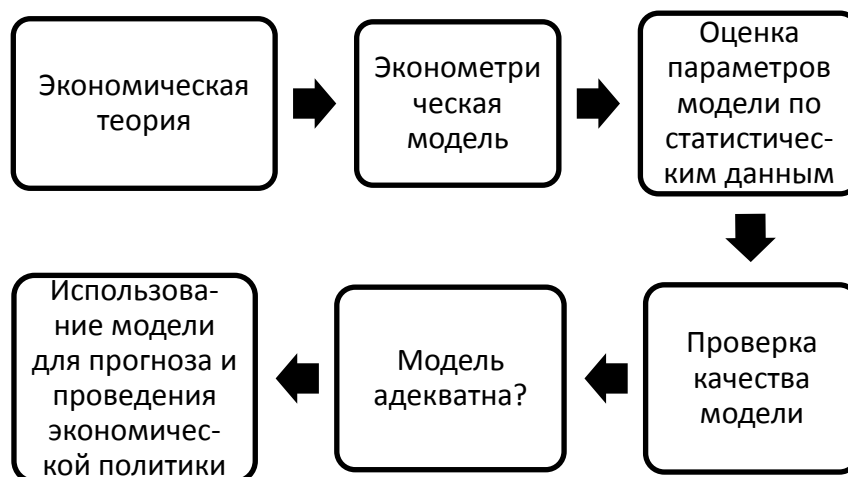 Экономическая
теория
Эконометри
ческая
модель
Оценка
параметров
модели по
статистичес-
ким данным
Использова-
ние модели
для прогноза и
проведения
экономичес-
кой политики
Модель
адекватна?
Проверка
качества
модели